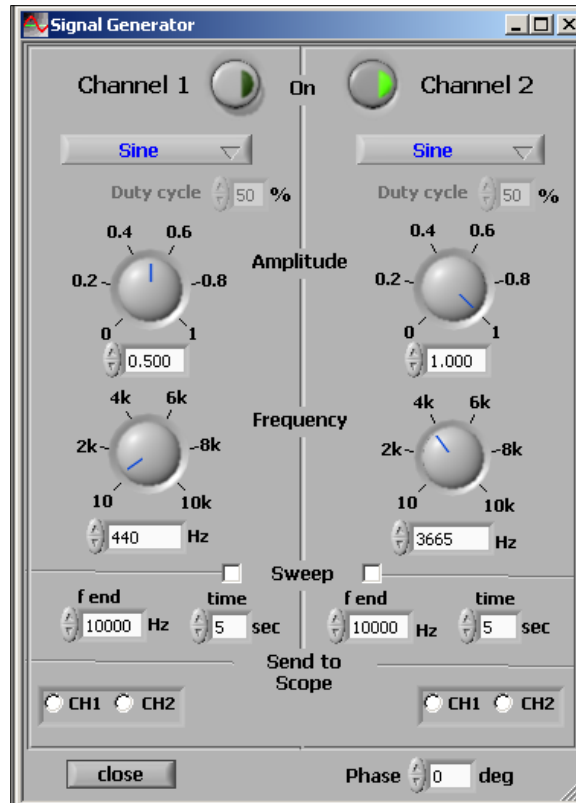 Signal Generator
Channel 1 On Channel 2
Sine Sine
Duty cycle 50 % Duty cycle 50 %
0.4 0.6 0.4 0.6
Amplitude
0.2 0.8 0.2 0.8
0 1 0 1
0.500 1.000
4k 6k 4k 6k
Frequency
2k 8k 2k 8k
10 10k 10 10k
440 Hz 3665 Hz
Sweep
f end time f end time
10000 Hz 5 sec 10000 Hz 5 sec
Send to
Scope
CH1 CH2 CH1 CH2
close Phase 0 deg